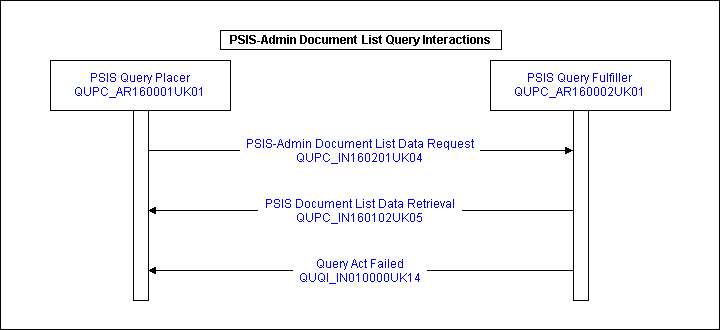 PSIS-Admin Document List Query Interactions
PSIS Query Placer
QUPC_AR160001UK01
PSIS Query Fulfiller
QUPC_AR160002UK01
PSIS-Admin Document List Data Request
QUPC_IN160201UK04
PSIS Document List Data Retrieval
QUPC_IN160102UK05
Query Act Failed
QUQI_IN010000UK14